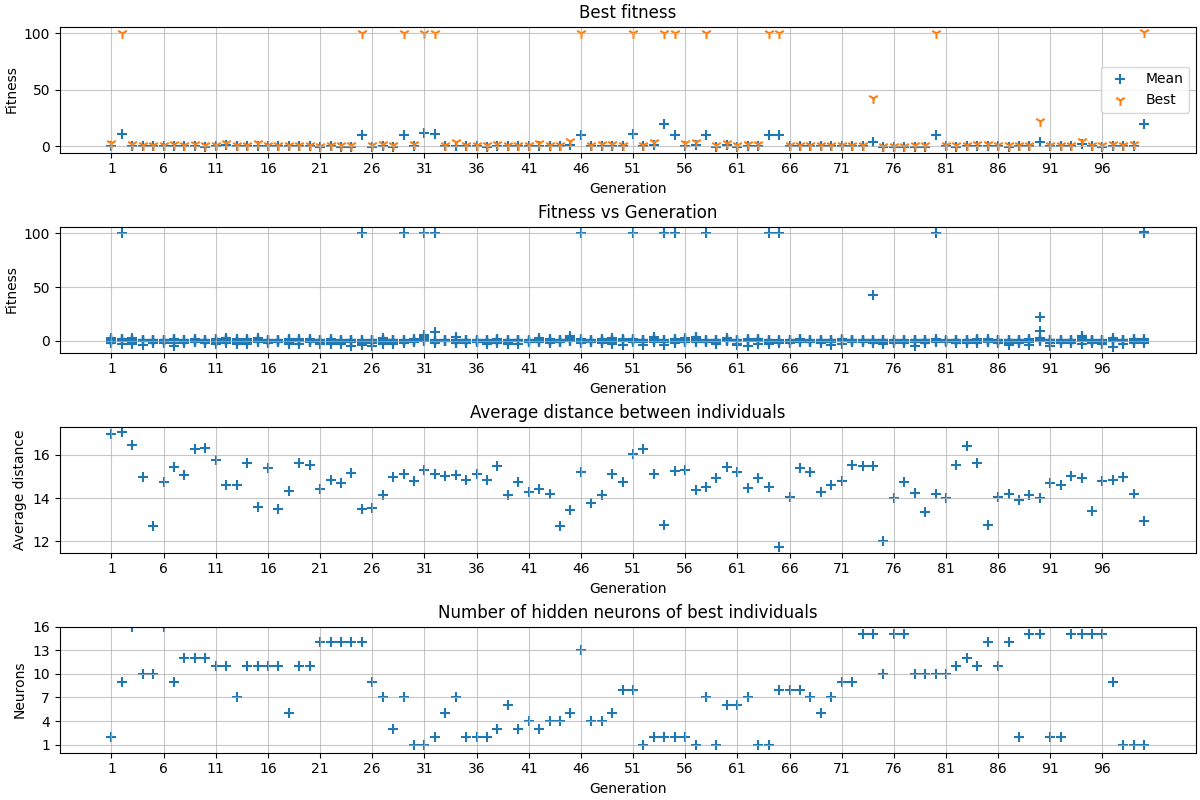 Best fitness
100
50
0
Fitness
Mean
Best
1 6 11 16 21 26 31 36 41 46 51 56 61 66 71 76 81 86 91 96
Generation
Fitness vs Generation
100
50
0
Fitness
1 6 11 16 21 26 31 36 41 46 51 56 61 66 71 76 81 86 91 96
Generation
Average distance between individuals
16
14
12
Average distance
1 6 11 16 21 26 31 36 41 46 51 56 61 66 71 76 81 86 91 96
Generation
Number of hidden neurons of best individuals
16
13
10
7
4
1
Neurons
1 6 11 16 21 26 31 36 41 46 51 56 61 66 71 76 81 86 91 96
Generation